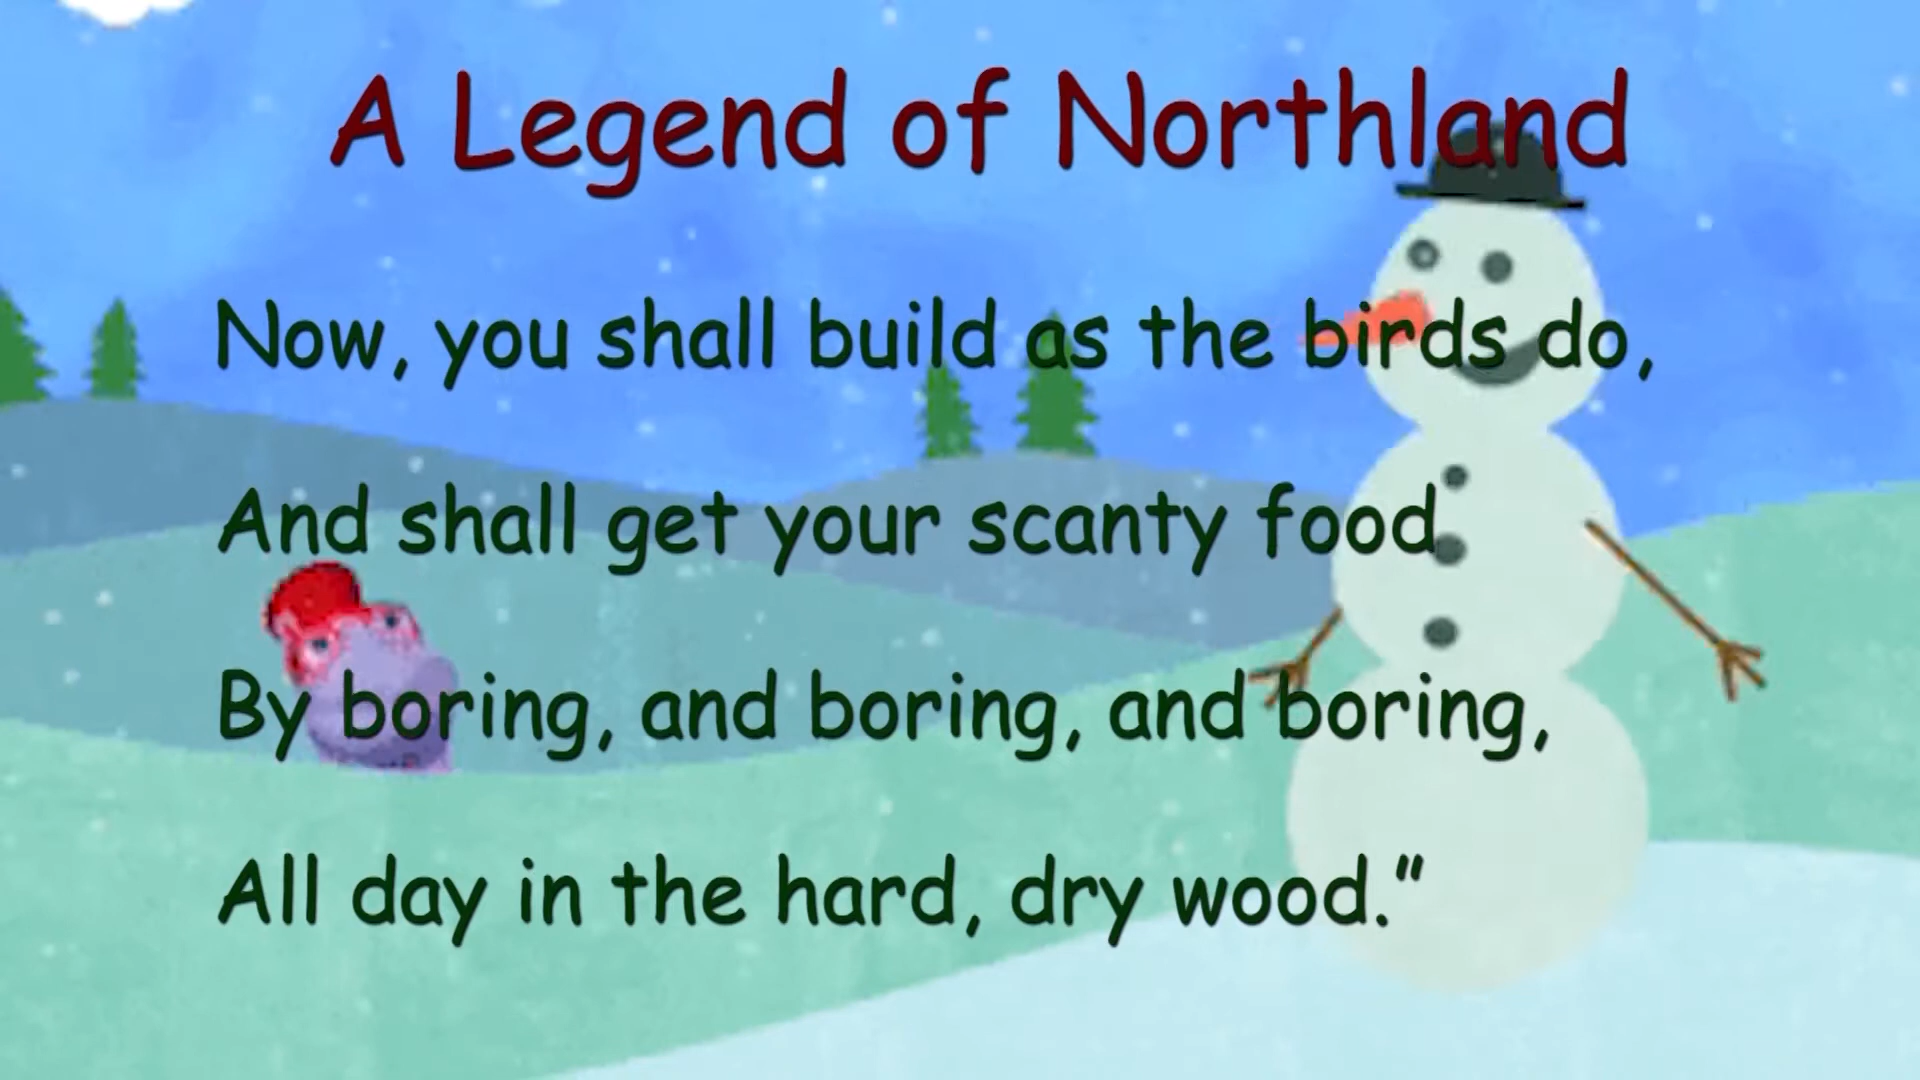 A Legend of Northland
Now, you shall build as the birds do,
And shall get your scanty food
By boring, and boring, and boring,
All day in the hard, dry wood.”